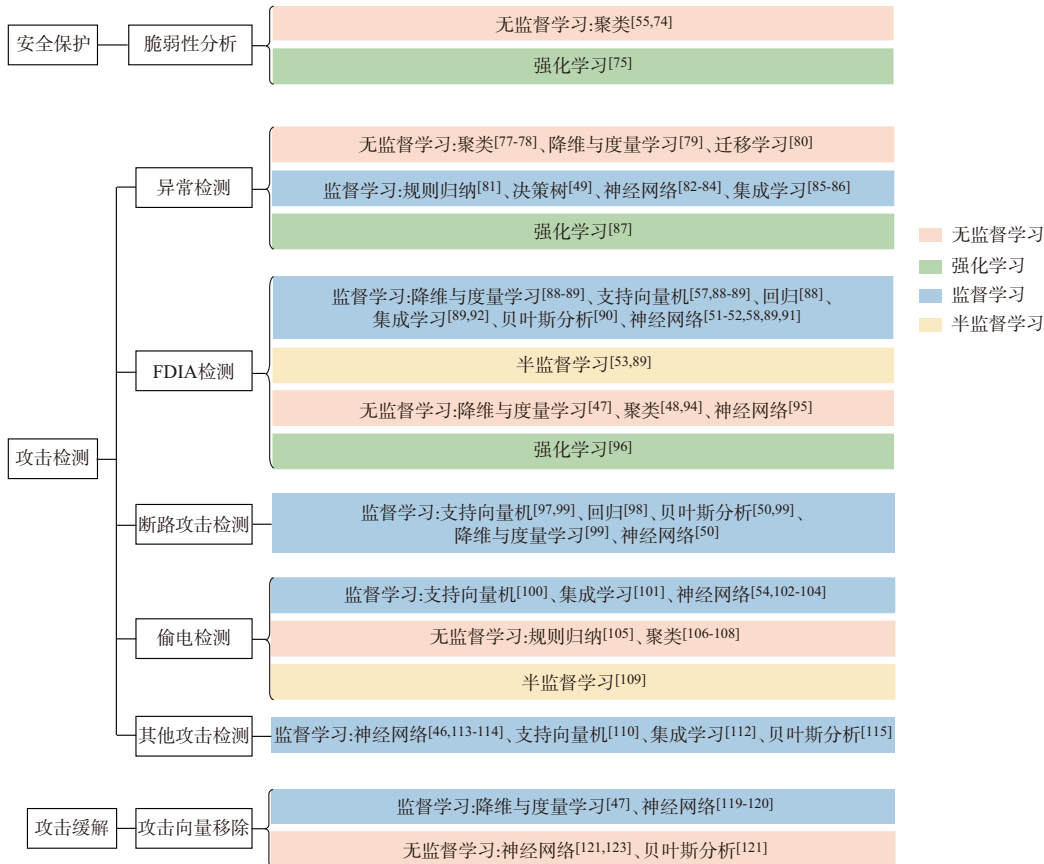 安全保护
脆弱性分析
无监督学习:聚类[55,74]
强化学习[75]
攻击检测
异常检测
无监督学习:聚类[77-78]、降维与度量学习[79]、迁移学习[80]
监督学习:规则归纳[81]、决策树[49]、神经网络[82-84]、集成学习[85-86]
强化学习[87]
FDIA检测
监督学习:降维与度量学习[88-89]、支持向量机[57,88-89]、回归[88]、
集成学习[89,92]、贝叶斯分析[90]、神经网络[51-52,58,89,91]
半监督学习[53,89]
无监督学习:降维与度量学习[47]、聚类[48,94]、神经网络[95]
强化学习[96]
断路攻击检测
监督学习:支持向量机[97,99]、回归[98]、贝叶斯分析[50,99]、
降维与度量学习[99]、神经网络[50]
偷电检测
监督学习:支持向量机[100]、集成学习[101]、神经网络[54,102-104]
无监督学习:规则归纳[105]、聚类[106-108]
半监督学习[109]
其他攻击检测
监督学习:神经网络[46,113-114]、支持向量机[110]、集成学习[112]、贝叶斯分析[115]
攻击缓解
攻击向量移除
监督学习:降维与度量学习[47]、神经网络[119-120]
无监督学习:神经网络[121,123]、贝叶斯分析[121]
无监督学习
强化学习
监督学习
半监督学习